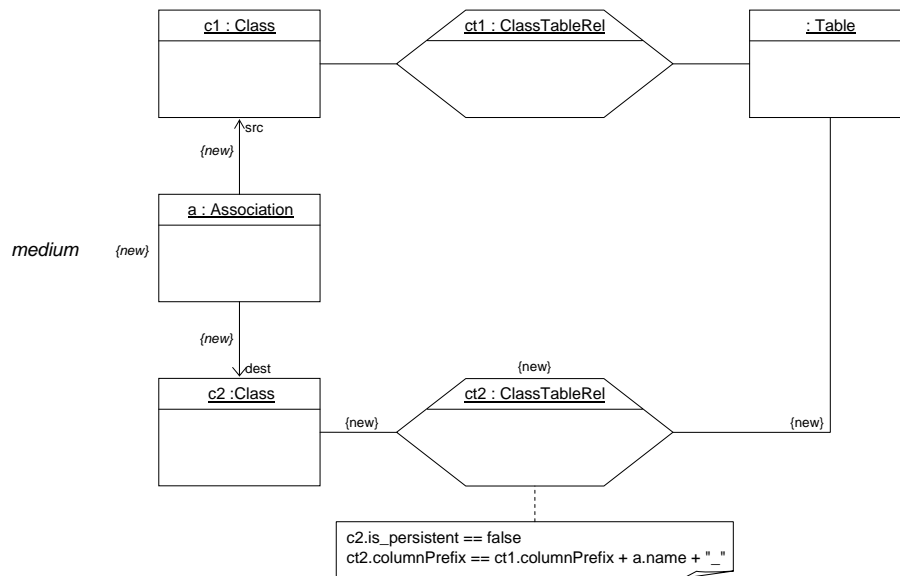 c1 : Class
ct1 : ClassTableRel
: Table
src
{new}
a : Association
medium
{new}
{new}
dest
{new}
c2 :Class
ct2 : ClassTableRel
{new}
{new}
c2.is_persistent == false
ct2.columnPrefix == ct1.columnPrefix + a.name + "_"